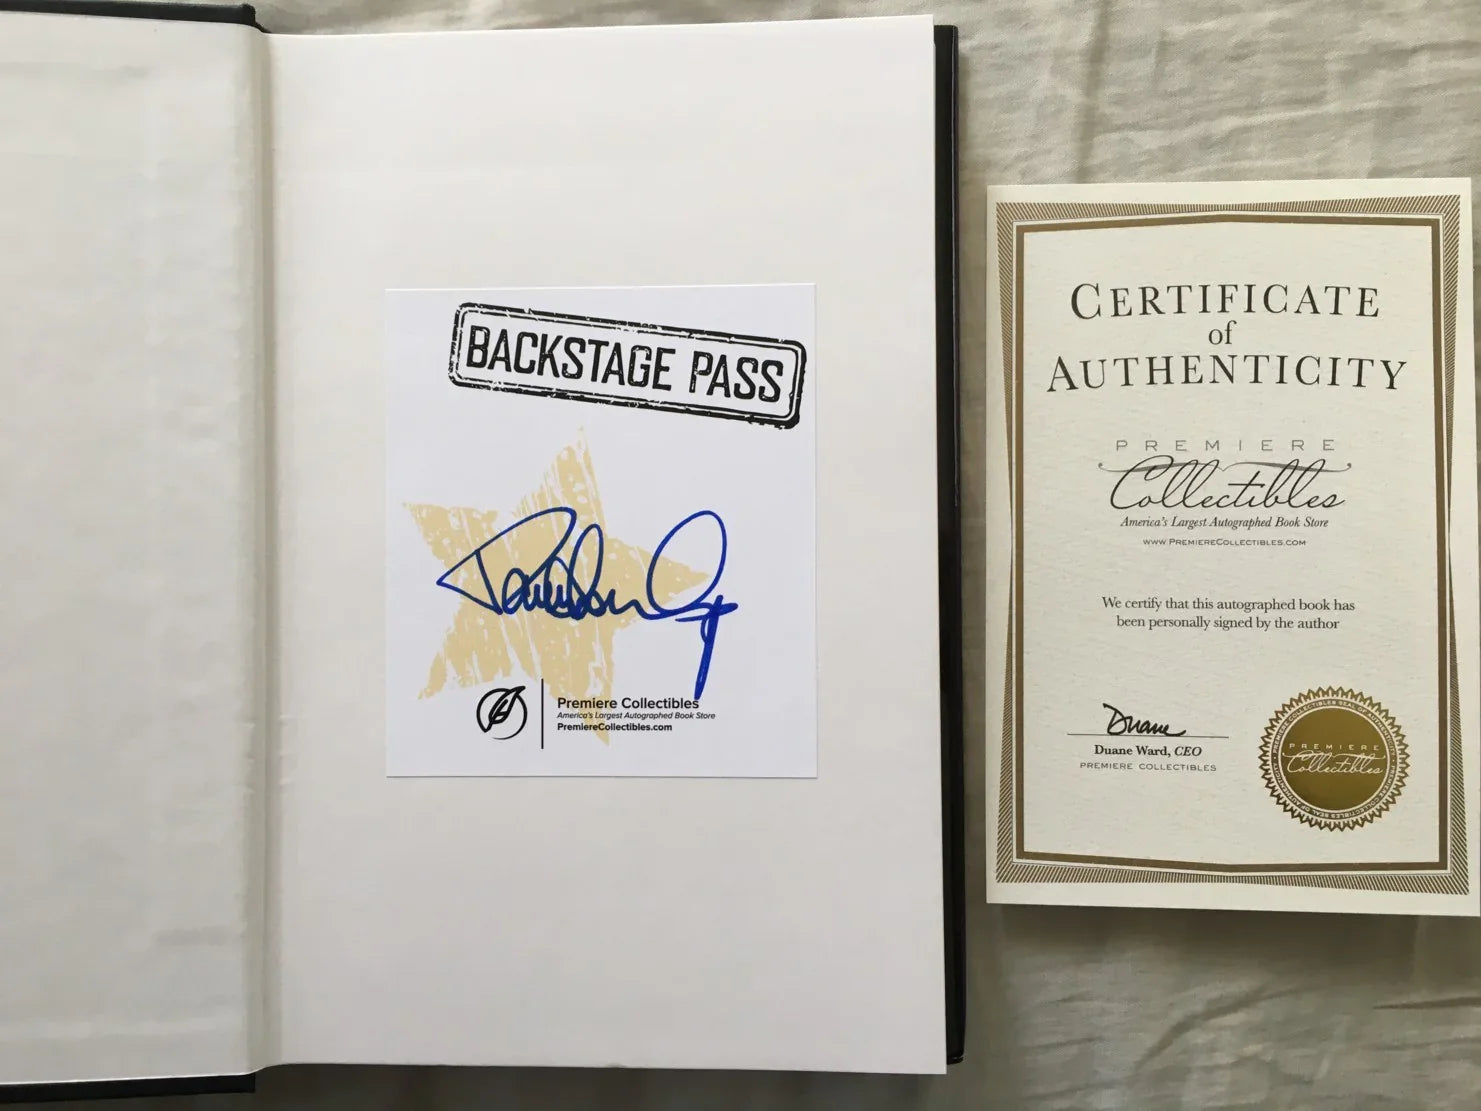 BACKSTAGE PASS
Premiere Collectibles
America's Largest Autographed Book Store
PremiereCollectibles.com
CERTIFICATE
of
AUTHENTICITY
PREMIERE
Collectibles
America's Largest Autographed Book Store
WWW.PREMIERECOLLECTIBLES.COM
We certify that this autographed book has
been personally signed by the author
Duane
Duane Ward, CEO
PREMIERE COLLECTIBLES
PREMIERE
Collectibles